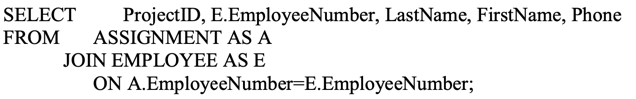 SELECT ProjectID, E.EmployeeNumber, LastName, FirstName, Phone
FROM ASSIGNMENT AS A
JOIN EMPLOYEE AS E
ON A.EmployeeNumber=E.EmployeeNumber;